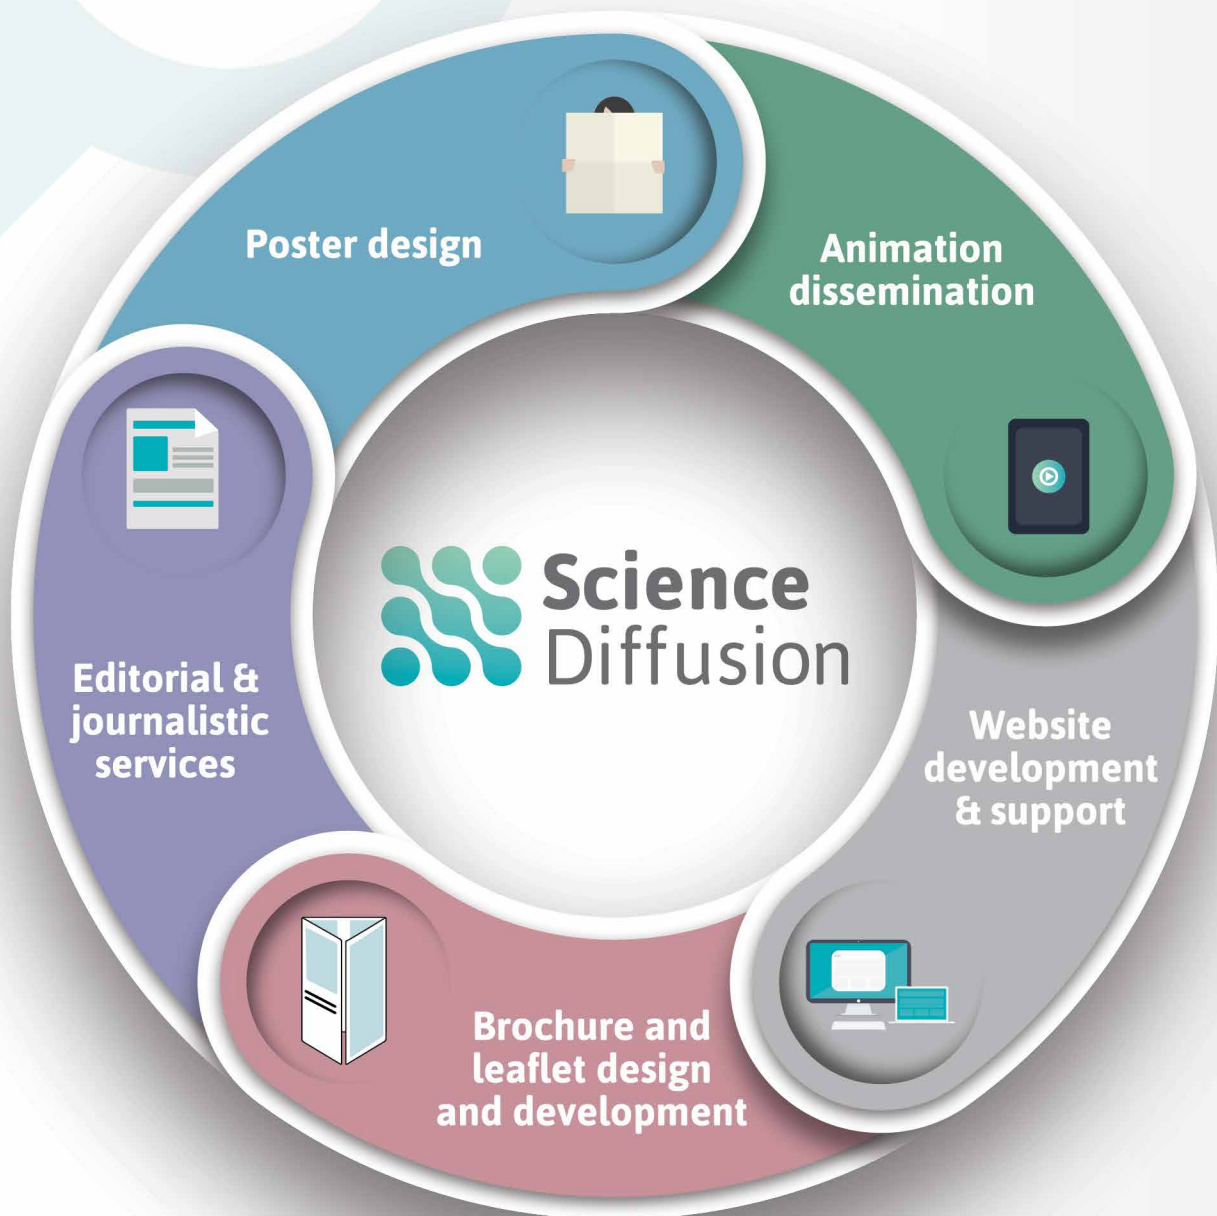 Poster design
Animation
dissemination
Science
Diffusion
Editorial &
journalistic
services
Website
development
& support
Brochure and
leaflet design
and development